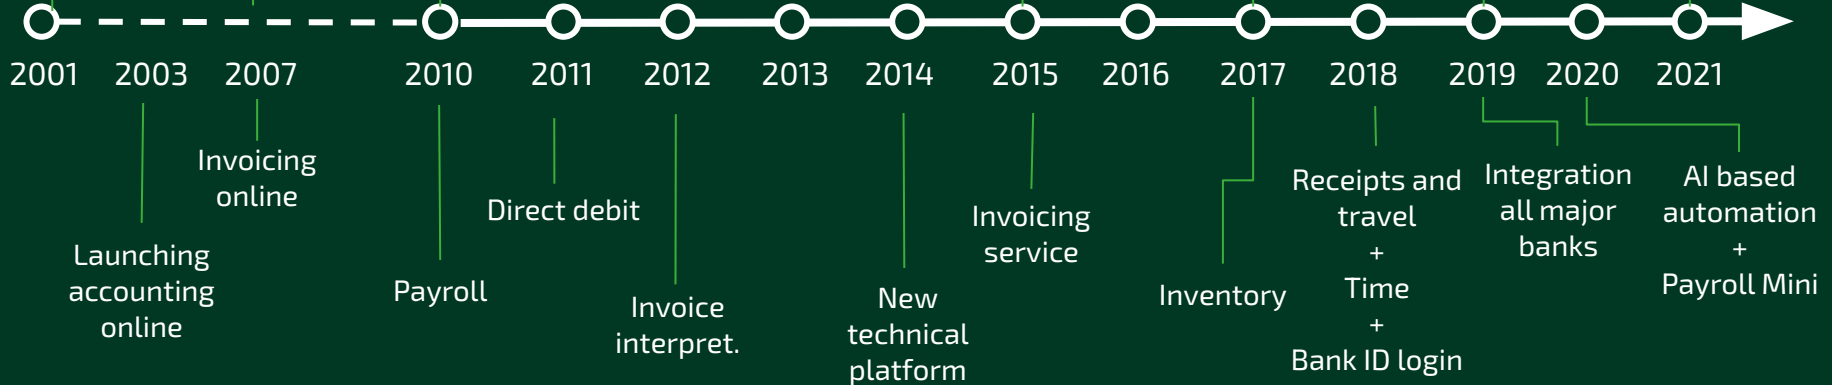 2001 2003 2007 2010 2011 2012 2013 2014 2015 2016 2017 2018 2019 2020 2021
Launching
accounting
online
Invoicing
online
Payroll
Direct debit
Invoice
interpret.
New
technical
platform
Invoicing
service
Inventory
Receipts and
travel
+
Time
+
Bank ID login
Integration
all major
banks
AI based
automation
+
Payroll Mini